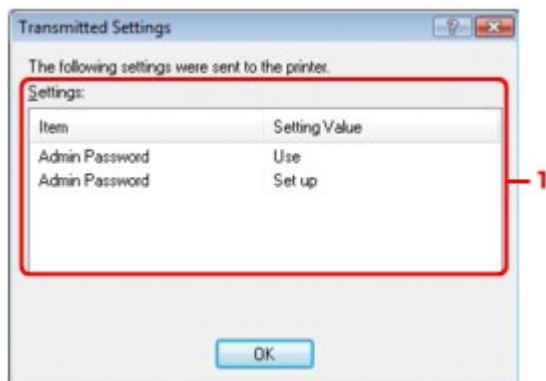 Transmitted Settings
The following settings were sent to the printer.
Settings:
Item Setting Value
Admin Password Use
Admin Password Set up
1
OK